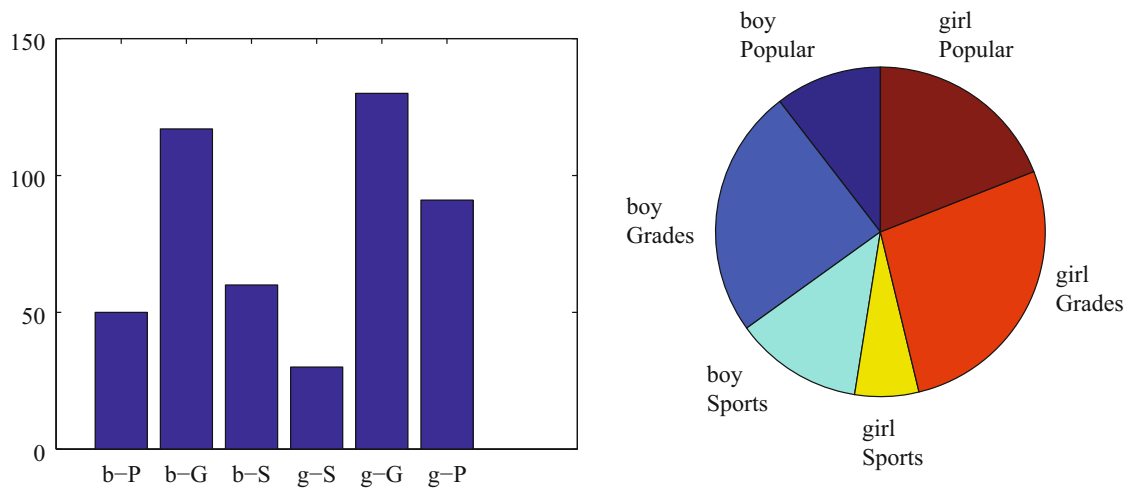 150
100
50
0
b−P b−G b−S g−S g−G g−P
boy
Popular
girl
Popular
boy
Grades
girl
Grades
boy
Sports
girl
Sports